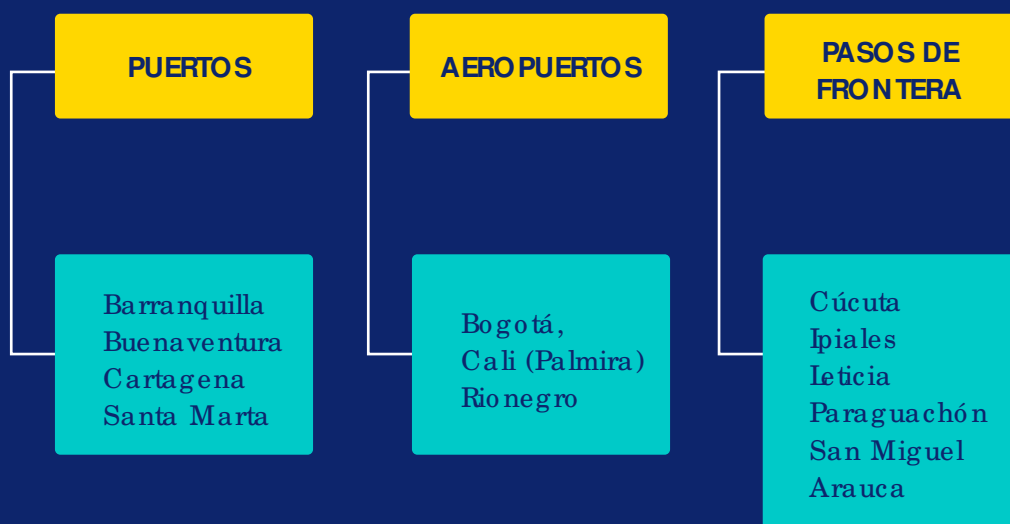 PUERTOS
Barranquilla
Buenaventura
Cartagena
Santa Marta
AEROPUERTOS
Bogotá,
Cali (Palmira)
Rionegro
PASOS DE
FRONTERA
Cúcuta
Ipiales
Leticia
Paraguachón
San Miguel
Arauca